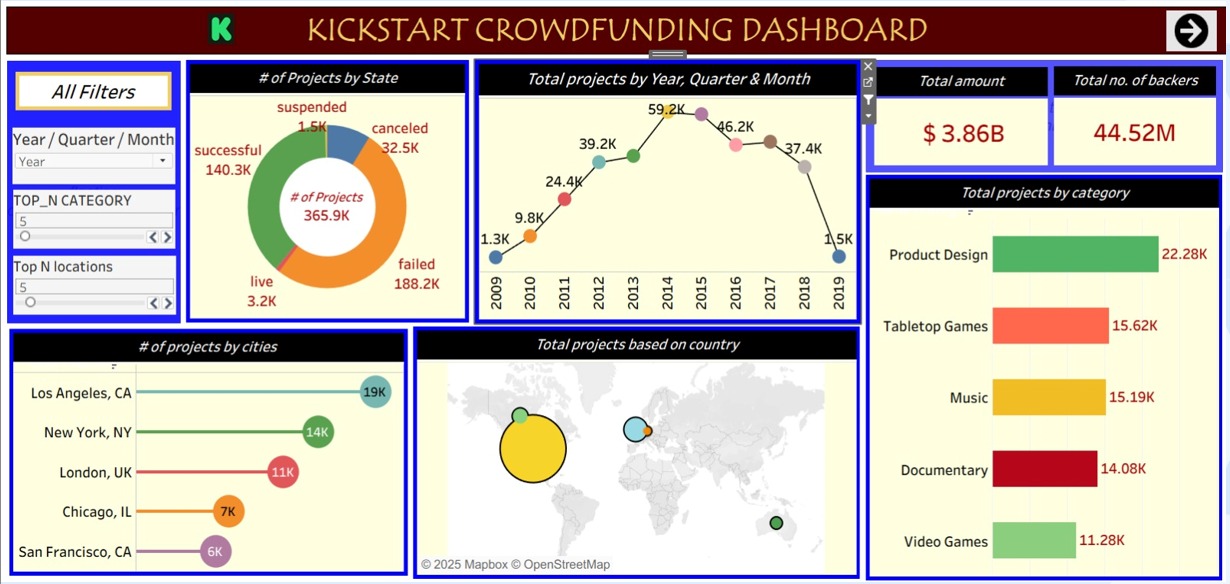 K
KICKSTART CROWDFUNDING DASHBOARD
All Filters
Year / Quarter / Month
Year
TOP_N CATEGORY
5
Top N locations
5
# of Projects by State
suspended
1.5K
canceled
32.5K
successful
140.3K
# of Projects
365.9K
failed
188.2K
live
3.2K
Total projects by Year, Quarter & Month
1.3K
9.8K
24.4K
39.2K
59.2K
46.2K
37.4K
1.5K
2009
2010
2011
2012
2013
2014
2015
2016
2017
2018
2019
Total amount
$ 3.86B
Total no. of backers
44.52M
# of projects by cities
Los Angeles, CA 19K
New York, NY 14K
London, UK 11K
Chicago, IL 7K
San Francisco, CA 6K
Total projects based on country
© 2025 Mapbox © OpenStreetMap
Total projects by category
Product Design 22.28K
Tabletop Games 15.62K
Music 15.19K
Documentary 14.08K
Video Games 11.28K